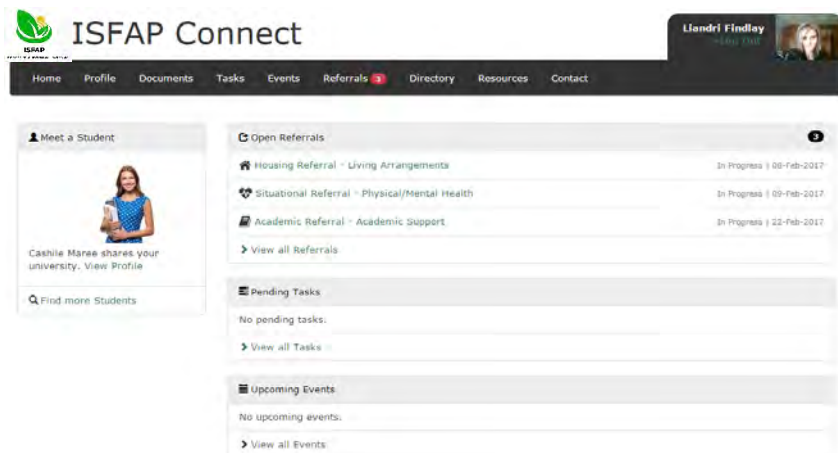 ISFAP
ISFAP Connect
Liandri Findlay
Home Profile Documents Tasks Events Referrals 3 Directory Resources Contact
Meet a Student
Cashile Maree shares your
university. View Profile
Find more Students
Open Referrals 3
Housing Referral - Living Arrangements In Progress | 08-Feb-2017
Situational Referral - Physical/Mental Health In Progress | 09-Feb-2017
Academic Referral - Academic Support In Progress | 22-Feb-2017
View all Referrals
Pending Tasks
No pending tasks.
View all Tasks
Upcoming Events
No upcoming events.
View all Events